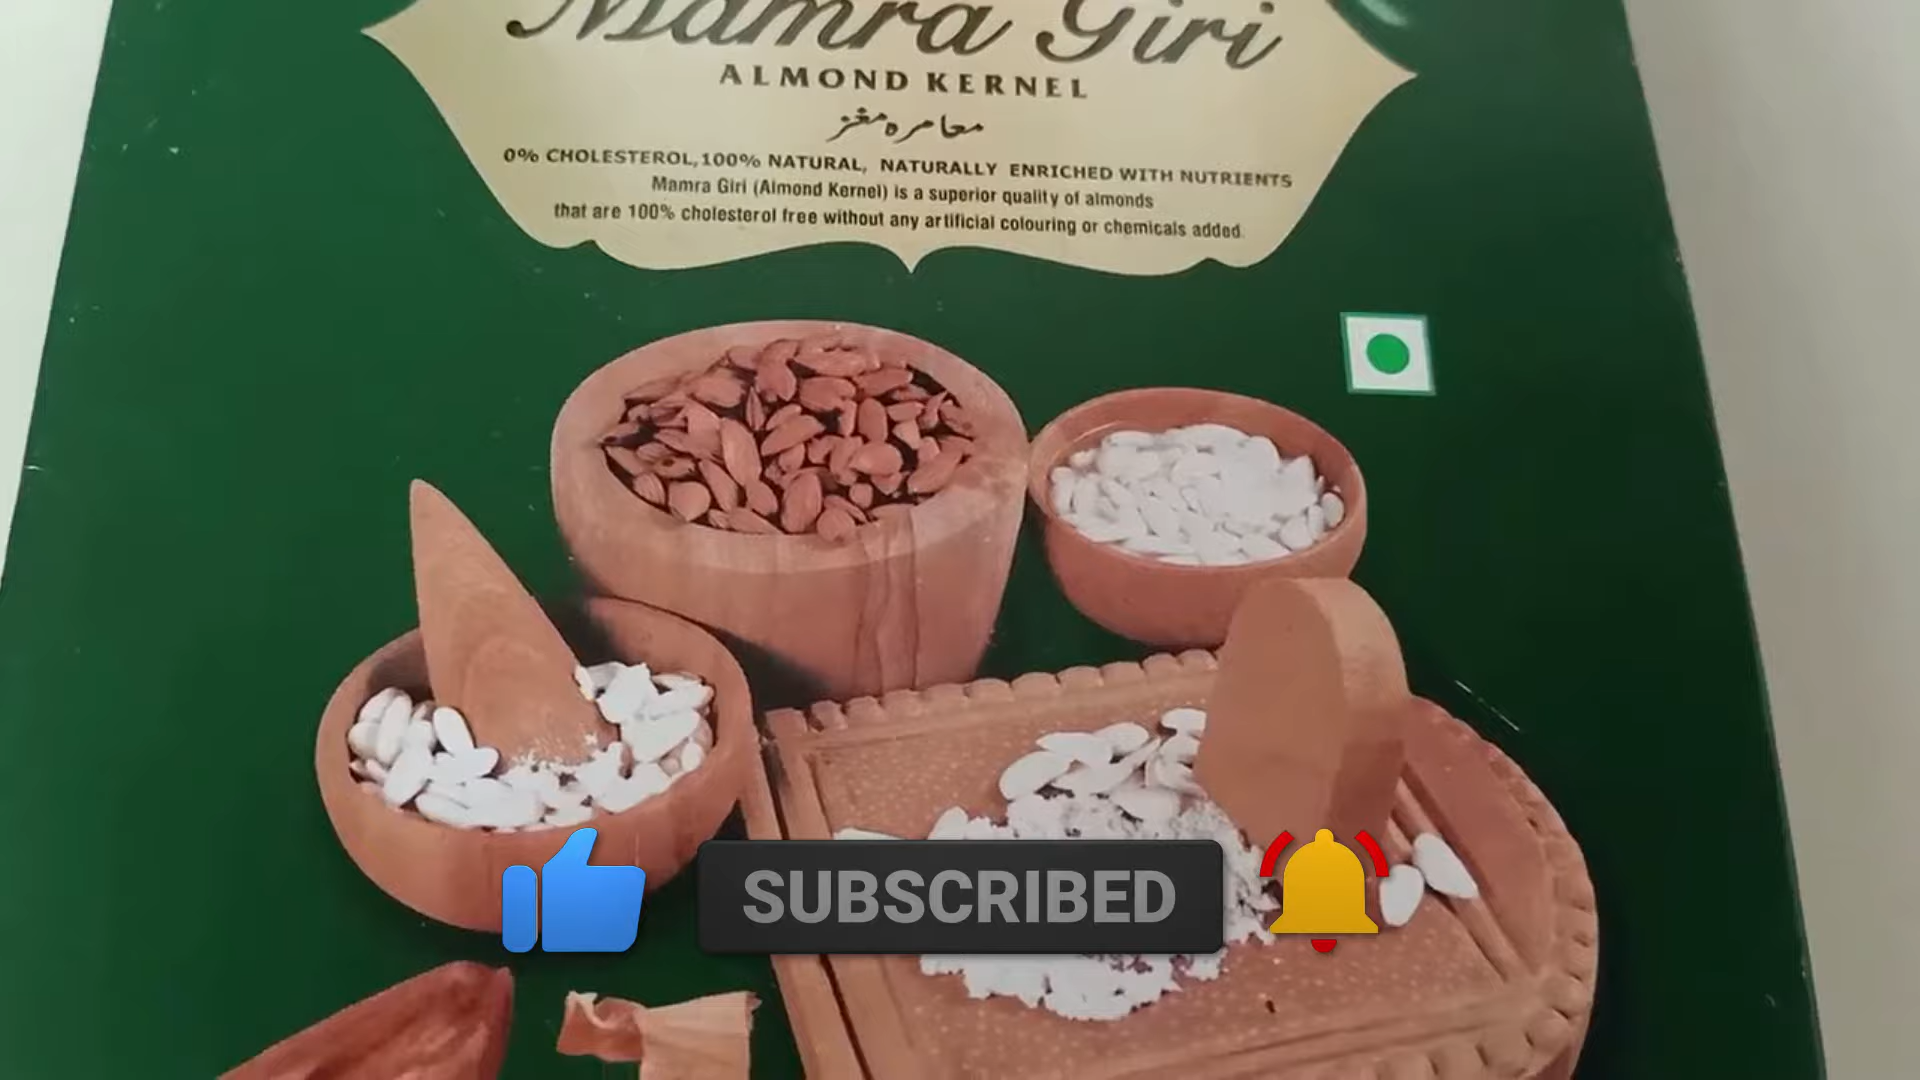 Mamra Giri
ALMOND KERNEL
مامره مغز
0% CHOLESTEROL,100% NATURAL, NATURALLY ENRICHED WITH NUTRIENTS
Mamra Giri (Almond Kernel) is a superior quality of almonds
that are 100% cholesterol free without any artificial colouring or chemicals added.
SUBSCRIBED